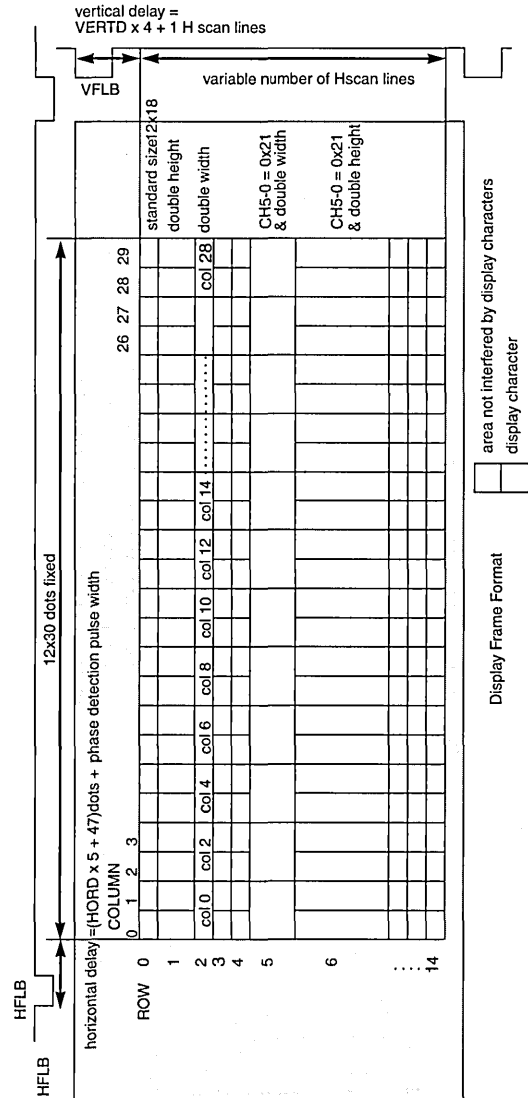 vertical delay =
VERTD x 4 + 1 H scan lines
VFLB
variable number of Hscan lines
12x30 dots fixed
HFLB
HFLB
horizontal delay =(HORD x 5 + 47)dots + phase detection pulse width
COLUMN
0 1 2 3 26 27 28 29
ROW
0 standard size12x18
1 double height
2 col 0 col 2 col 4 col 6 col 8 col 10 col 12 col 14 ......... col 28 double width
3
4
5 CH5-0 = 0x21
& double width
6 CH5-0 = 0x21
& double height
: :
14
area not interfered by display characters
display character
Display Frame Format